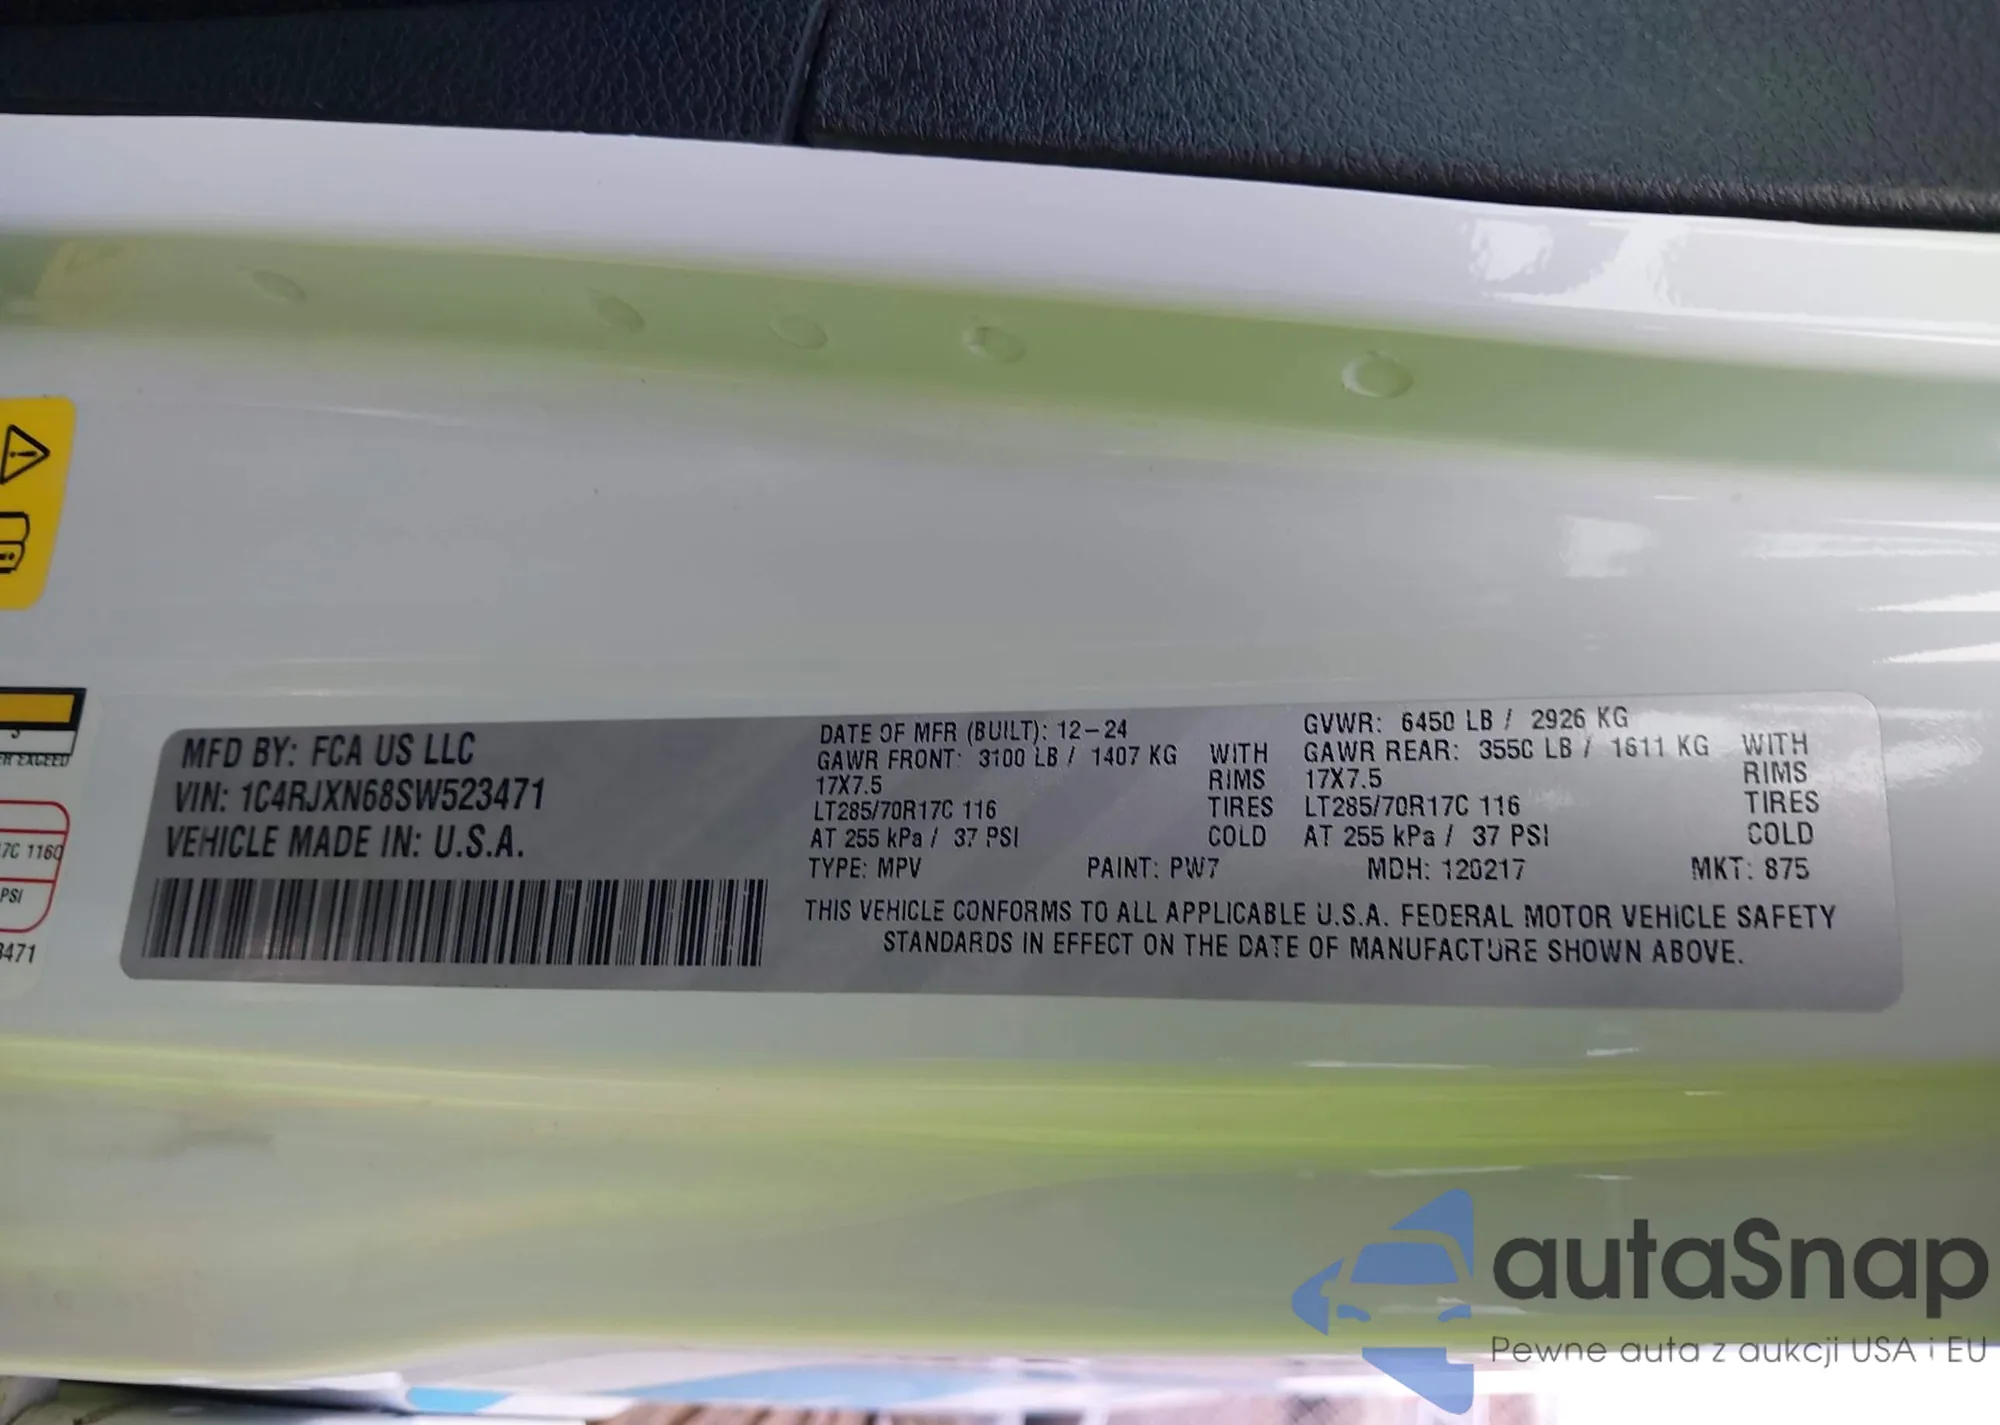 MFD BY: FCA US LLC
VIN: 1C4RJXN68SW523471
VEHICLE MADE IN: U.S.A.
DATE OF MFR (BUILT): 12-24
GAWR FRONT: 3100 LB / 1407 KG WITH
17X7.5 RIMS
LT285/70R17C 116 TIRES
AT 255 kPa / 37 PSI COLD
GVWR: 6450 LB / 2926 KG
GAWR REAR: 3550 LB / 1611 KG WITH
17X7.5 RIMS
LT285/70R17C 116 TIRES
AT 255 kPa / 37 PSI COLD
TYPE: MPV PAINT: PW7 MDH: 120217 MKT: 875
THIS VEHICLE CONFORMS TO ALL APPLICABLE U.S.A. FEDERAL MOTOR VEHICLE SAFETY
STANDARDS IN EFFECT ON THE DATE OF MANUFACTURE SHOWN ABOVE.
EXCEED
7C 116Q
PSI
3471
autaSnap
Pewne auta z aukcji USA i EU